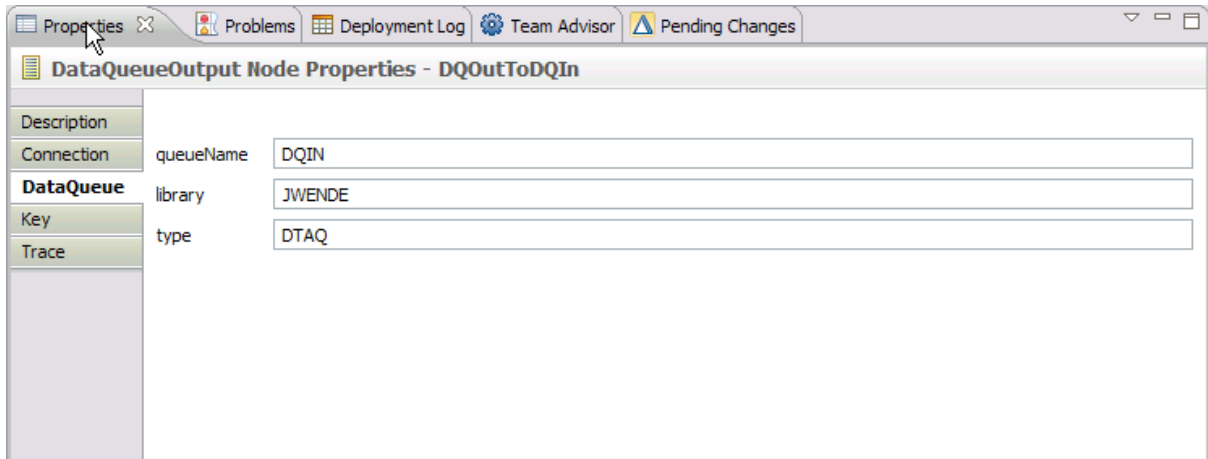 Properties Problems Deployment Log Team Advisor Pending Changes
DataQueueOutput Node Properties - DQOutToDQIn
Description
Connection queueName DQIN
DataQueue library JWENDE
Key
type DTAQ
Trace